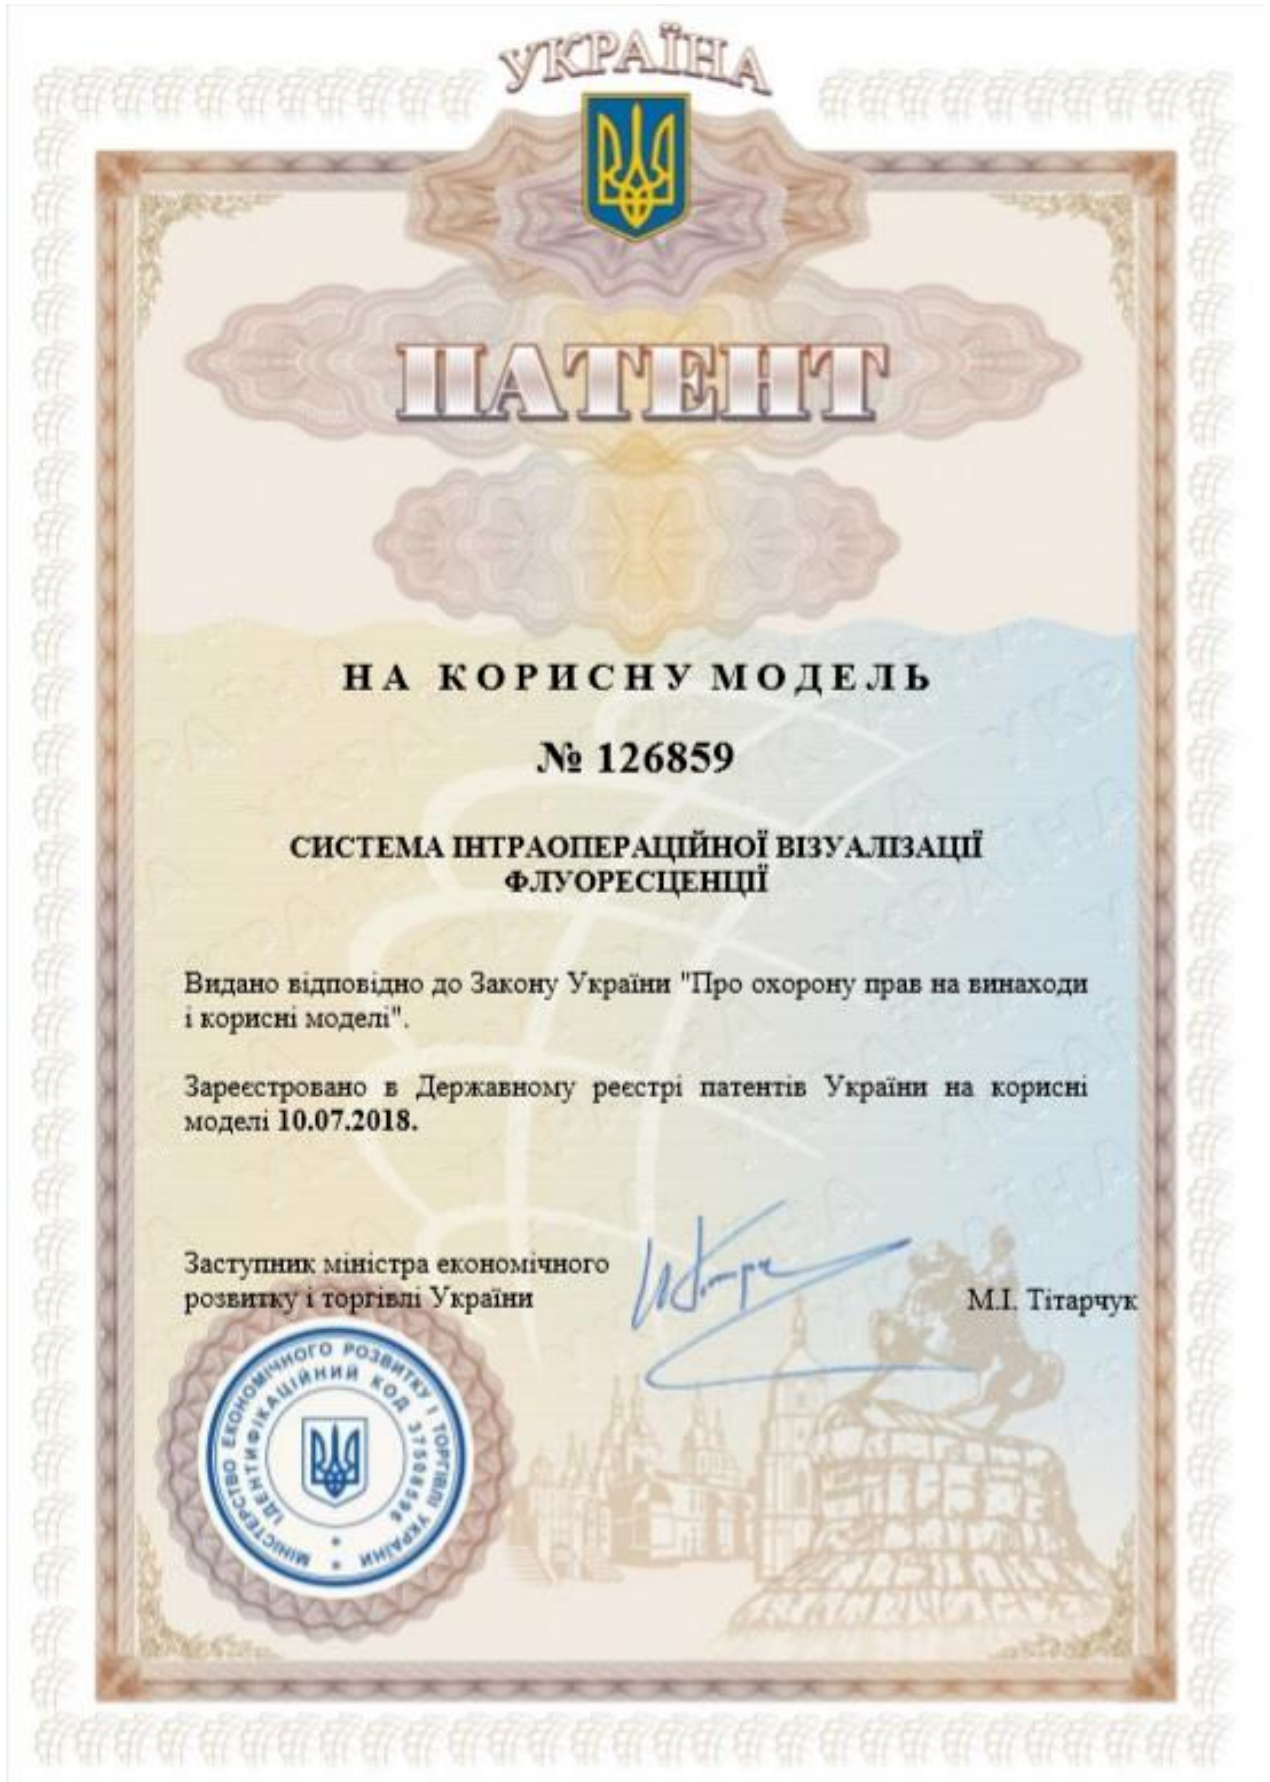 УКРАЇНА
ПАТЕНТ
НА КОРИСНУ МОДЕЛЬ
№ 126859
СИСТЕМА ІНТРАОПЕРАЦІЙНОЇ ВІЗУАЛІЗАЦІЇ
ФЛУОРЕСЦЕНЦІЇ
Видано відповідно до Закону України "Про охорону прав на винаходи
і корисні моделі".
Зареєстровано в Державному реєстрі патентів України на корисні
моделі 10.07.2018.
Заступник міністра економічного
розвитку і торгівлі України
М.І. Тітарчук
МІНІСТЕРСТВО ЕКОНОМІЧНОГО РОЗВИТКУ І ТОРГІВЛІ УКРАЇНИ
ІДЕНТИФІКАЦІЙНИЙ КОД 37508596